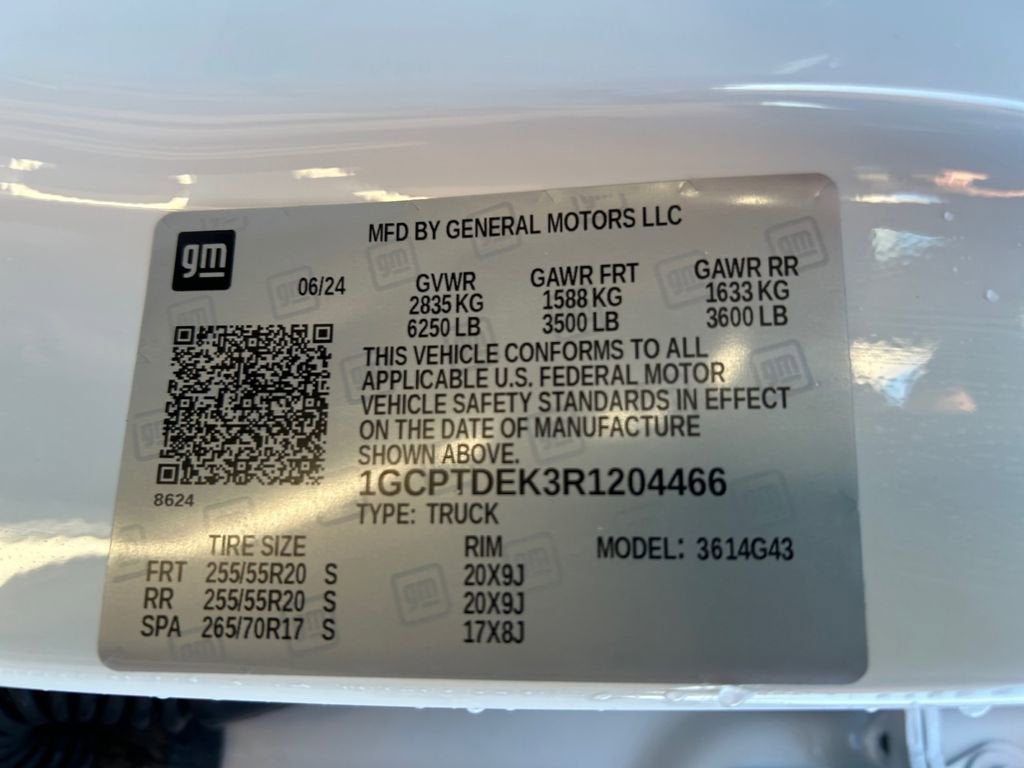 MFD BY GENERAL MOTORS LLC
gm
06/24 GVWR GAWR FRT GAWR RR
2835 KG 1588 KG 1633 KG
6250 LB 3500 LB 3600 LB
THIS VEHICLE CONFORMS TO ALL
APPLICABLE U.S. FEDERAL MOTOR
VEHICLE SAFETY STANDARDS IN EFFECT
ON THE DATE OF MANUFACTURE
SHOWN ABOVE.
8624
1GCPTDEK3R1204466
TYPE: TRUCK
TIRE SIZE RIM MODEL: 3614G43
FRT 255/55R20 S 20X9J
RR 255/55R20 S 20X9J
SPA 265/70R17 S 17X8J